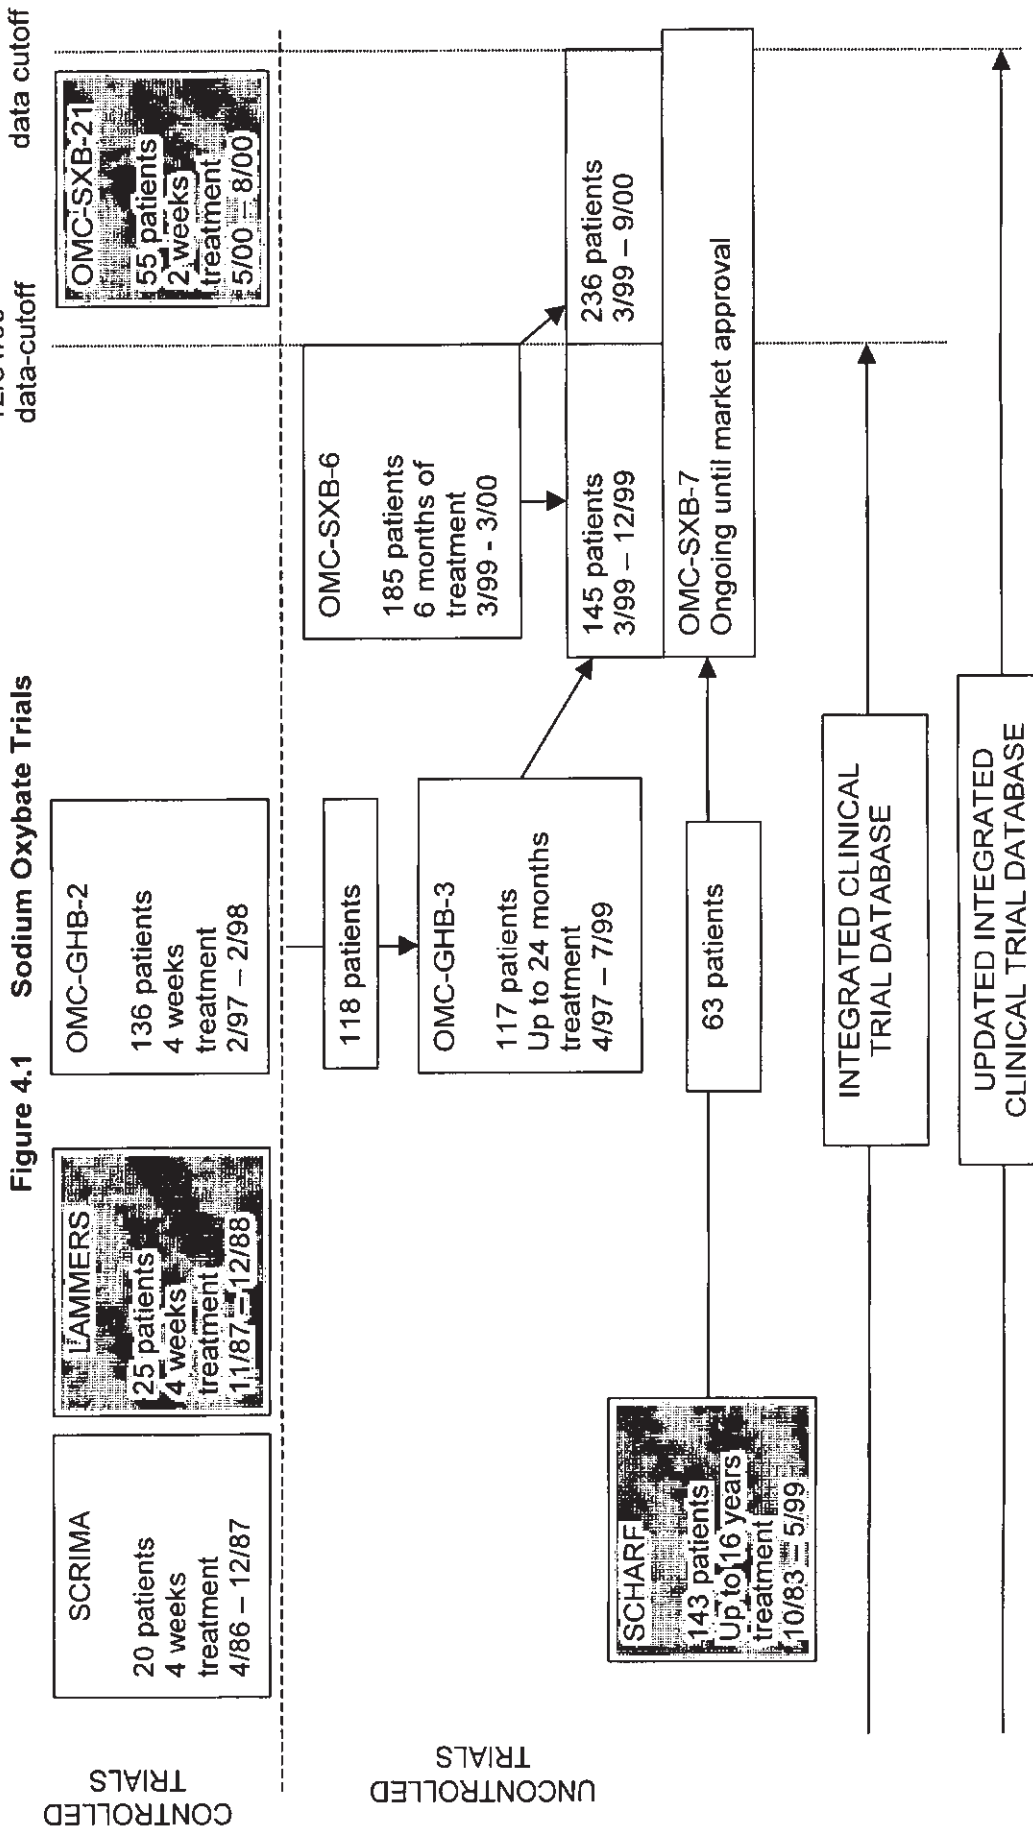 Figure 4.1 Sodium Oxybate Trials
data-cutoff
data cutoff
CONTROLLED
TRIALS
SCRIMA
20 patients
4 weeks
treatment
4/86 – 12/87
LAMMERS
25 patients
4 weeks
treatment
11/87 – 12/88
OMC-GHB-2
136 patients
4 weeks
treatment
2/97 – 2/98
OMC-SXB-21
55 patients
2 weeks
treatment
5/00 – 8/00
UNCONTROLLED
TRIALS
118 patients
OMC-GHB-3
117 patients
Up to 24 months
treatment
4/97 – 7/99
OMC-SXB-6
185 patients
6 months of
treatment
3/99 - 3/00
145 patients
3/99 – 12/99
236 patients
3/99 – 9/00
OMC-SXB-7
Ongoing until market approval
SCHARF
143 patients
Up to 16 years
treatment
10/83 – 5/99
63 patients
INTEGRATED CLINICAL
TRIAL DATABASE
UPDATED INTEGRATED
CLINICAL TRIAL DATABASE